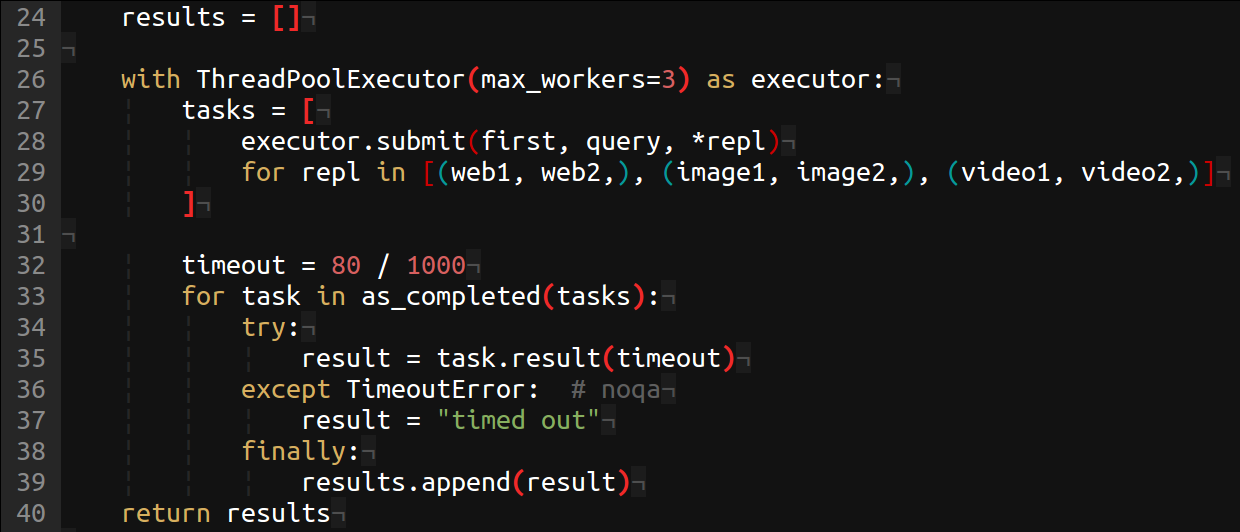 24     results = []¬
25 ¬
26     with ThreadPoolExecutor(max_workers=3) as executor:¬
27         tasks = [¬
28             executor.submit(first, query, *repl)¬
29             for repl in [(web1, web2,), (image1, image2,), (video1, video2,)]¬
30         ]¬
31 ¬
32         timeout = 80 / 1000¬
33         for task in as_completed(tasks):¬
34             try:¬
35                 result = task.result(timeout)¬
36             except TimeoutError:  # noqa¬
37                 result = "timed out"¬
38             finally:¬
39                 results.append(result)¬
40     return results¬